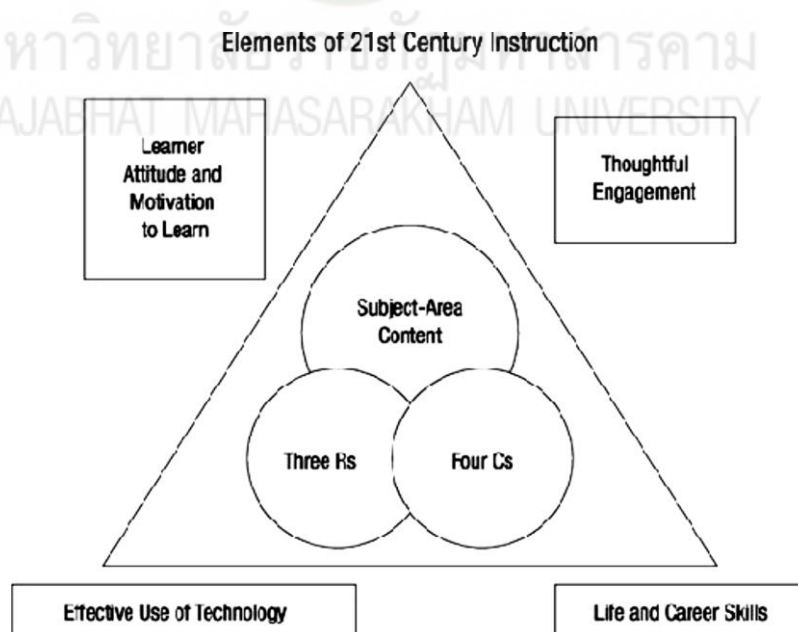 Elements of 21st Century Instruction
มหาวิทยาลัยราชภัฏมหาสารคาม
RAJABHAT MAHASARAKHAM UNIVERSITY
Learner
Attitude and
Motivation
to Learn
Thoughtful
Engagement
Subject-Area
Content
Three Rs
Four Cs
Effective Use of Technology
Life and Career Skills